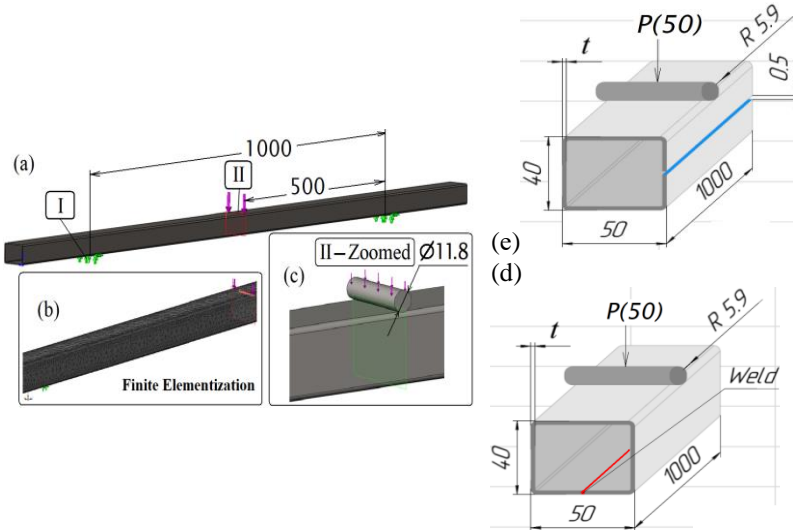 (a)
1000
II
500
I
(b)
Finite Elementization
(c)
II–Zoomed
Ø11.8
(e)
(d)
P(50)
R 5.9
t
0.5
40
50
1000
P(50)
R 5.9
t
Weld
40
50
1000